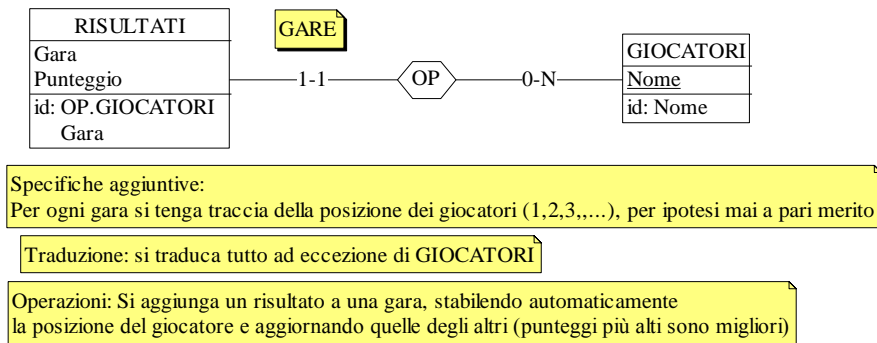 RISULTATI
Gara
Punteggio
id: OP.GIOCATORI
Gara
GARE
1-1
OP
0-N
GIOCATORI
Nome
id: Nome
Specifiche aggiuntive:
Per ogni gara si tenga traccia della posizione dei giocatori (1,2,3,,...), per ipotesi mai a pari merito
Traduzione: si traduca tutto ad eccezione di GIOCATORI
Operazioni: Si aggiunga un risultato a una gara, stabilendo automaticamente
la posizione del giocatore e aggiornando quelle degli altri (punteggi più alti sono migliori)